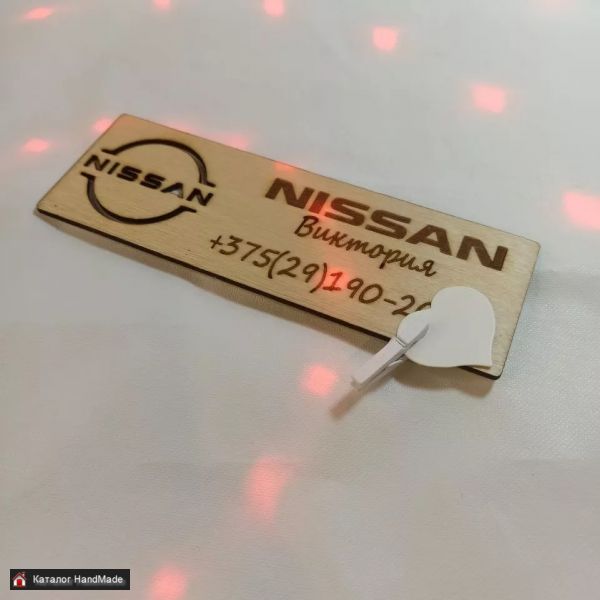 NISSAN
NISSAN
Виктория
+375(29)190-2
Каталог HandMade